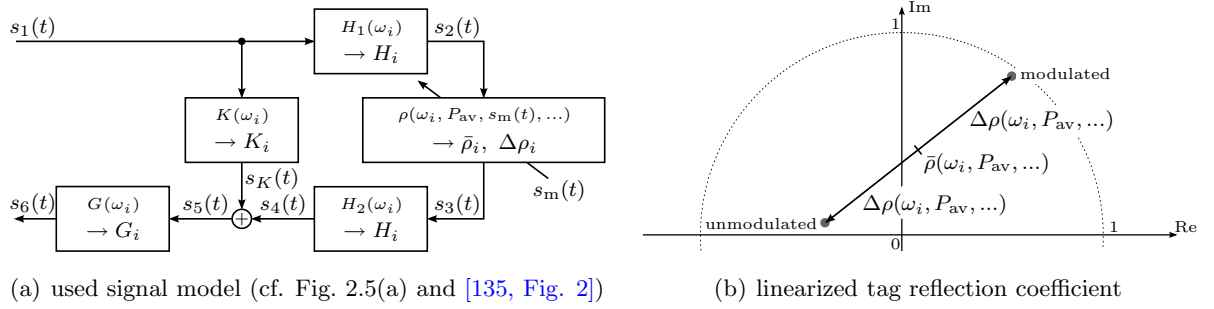 s₁(t)
H₁(ωᵢ)
→ Hᵢ
s₂(t)
K(ωᵢ)
→ Kᵢ
ρ(ωᵢ, Pₐᵥ, sₘ(t), ...)
→ ρ̄ᵢ, Δρᵢ
s_K(t)
sₘ(t)
s₆(t)
G(ωᵢ)
→ Gᵢ
s₅(t)
+
s₄(t)
H₂(ωᵢ)
→ Hᵢ
s₃(t)
(a) used signal model (cf. Fig. 2.5(a) and [135, Fig. 2])
Im
1
modulated
Δρ(ωᵢ, Pₐᵥ, ...)
ρ̄(ωᵢ, Pₐᵥ, ...)
Δρ(ωᵢ, Pₐᵥ, ...)
unmodulated
0
1
Re
(b) linearized tag reflection coefficient